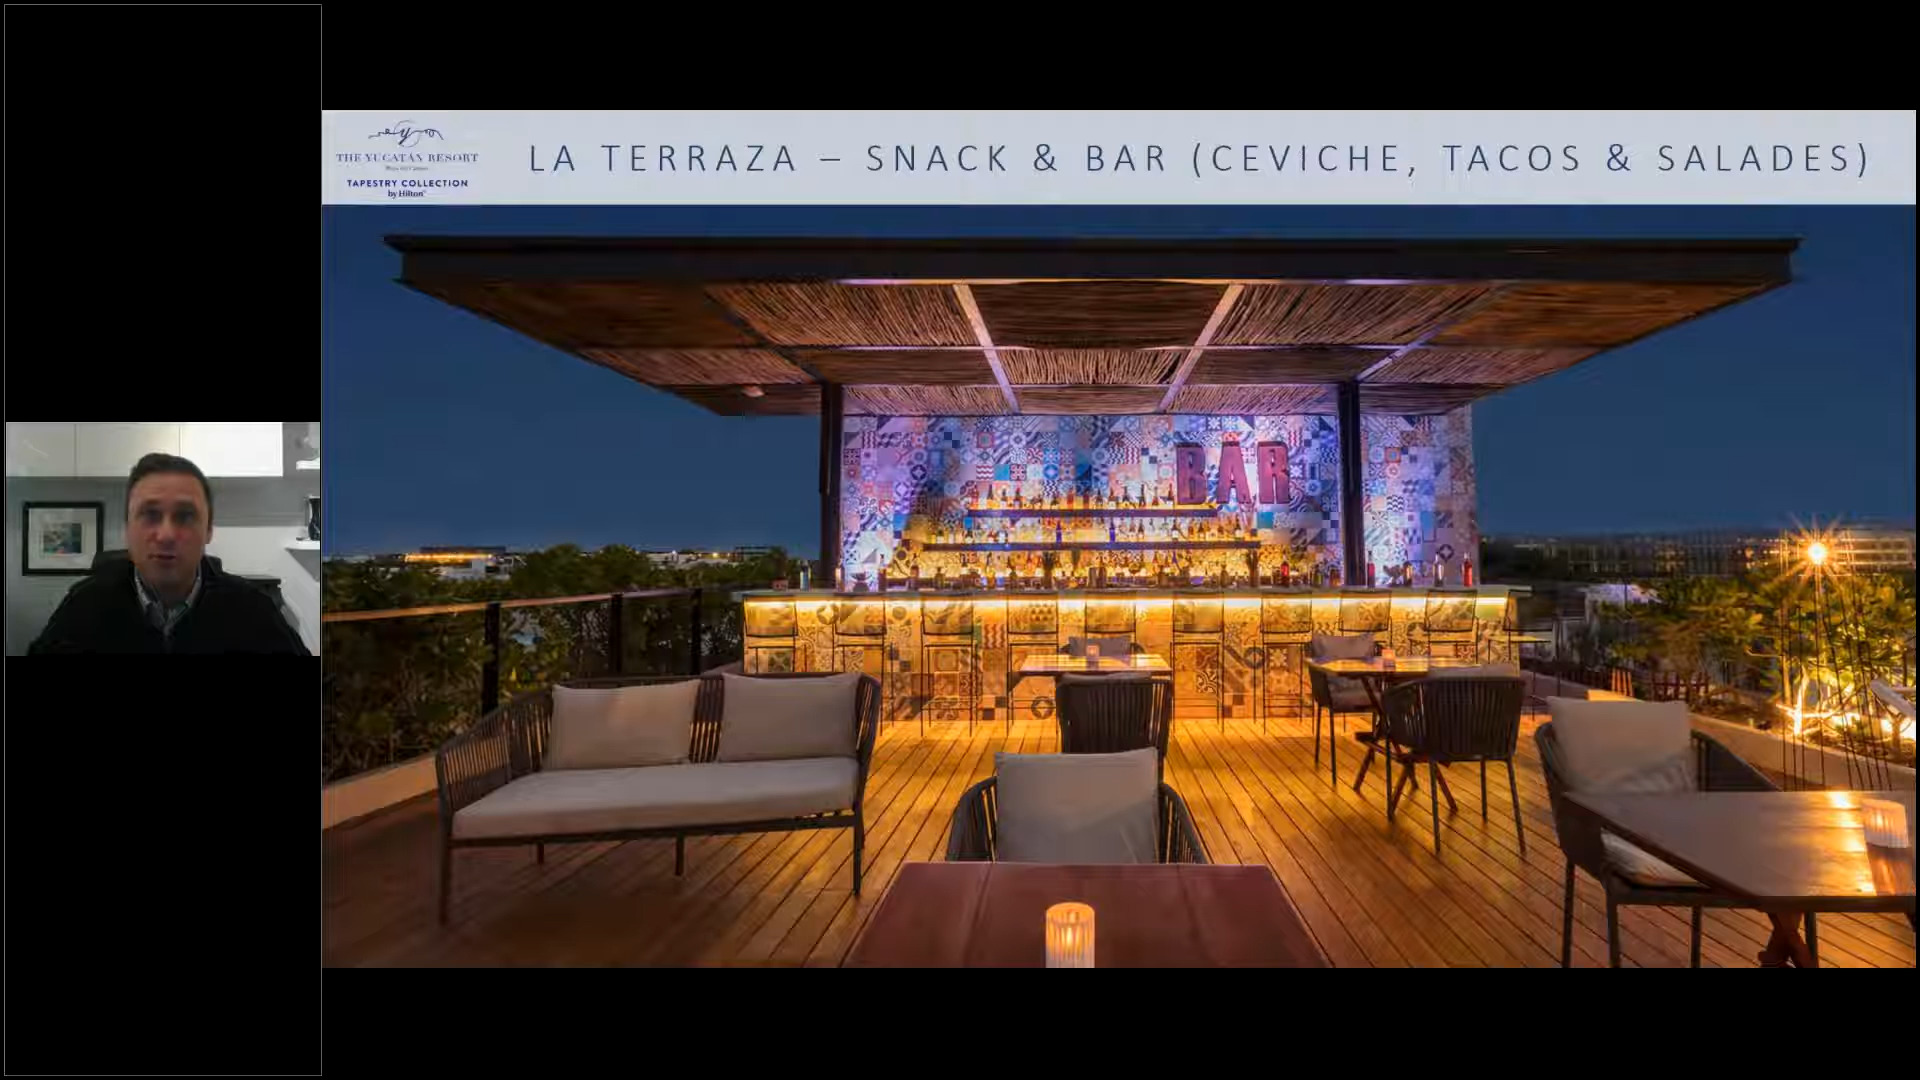 THE YUCATAN RESORT
TAPESTRY COLLECTION
by Hilton
LA TERRAZA – SNACK & BAR (CEVICHE, TACOS & SALADES)
BAR